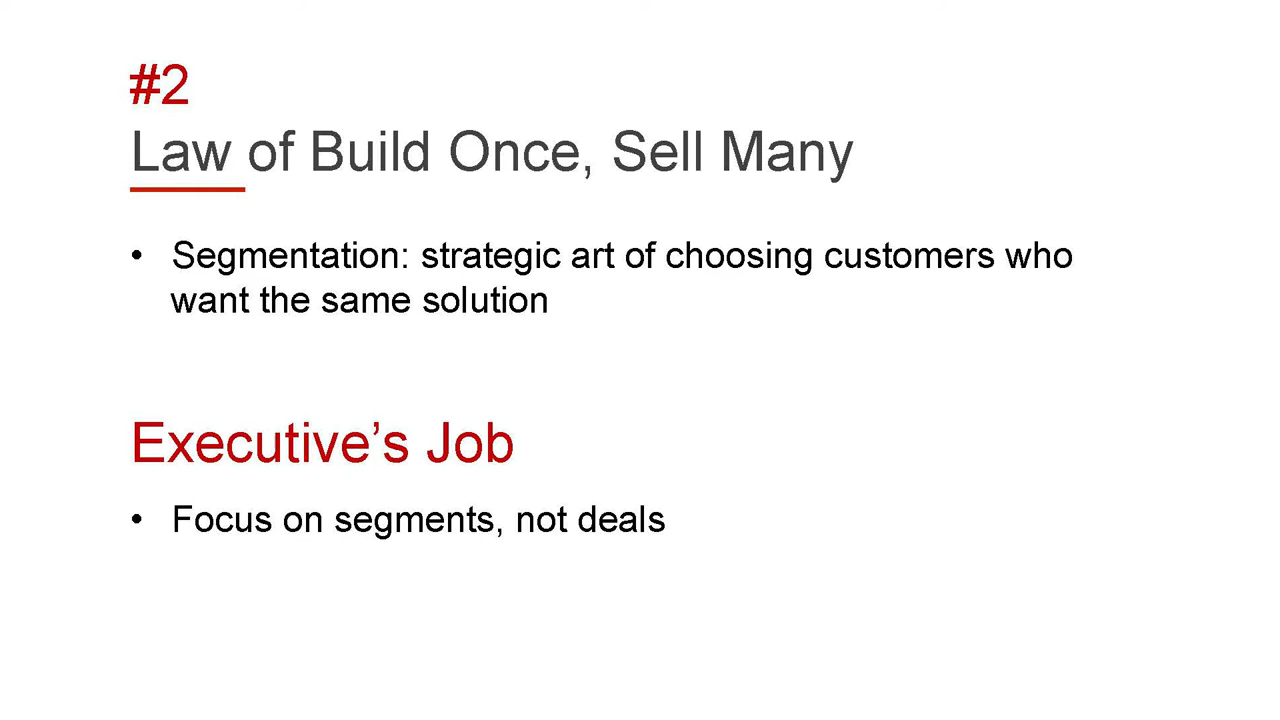 #2
Law of Build Once, Sell Many
• Segmentation: strategic art of choosing customers who
want the same solution
Executive’s Job
• Focus on segments, not deals